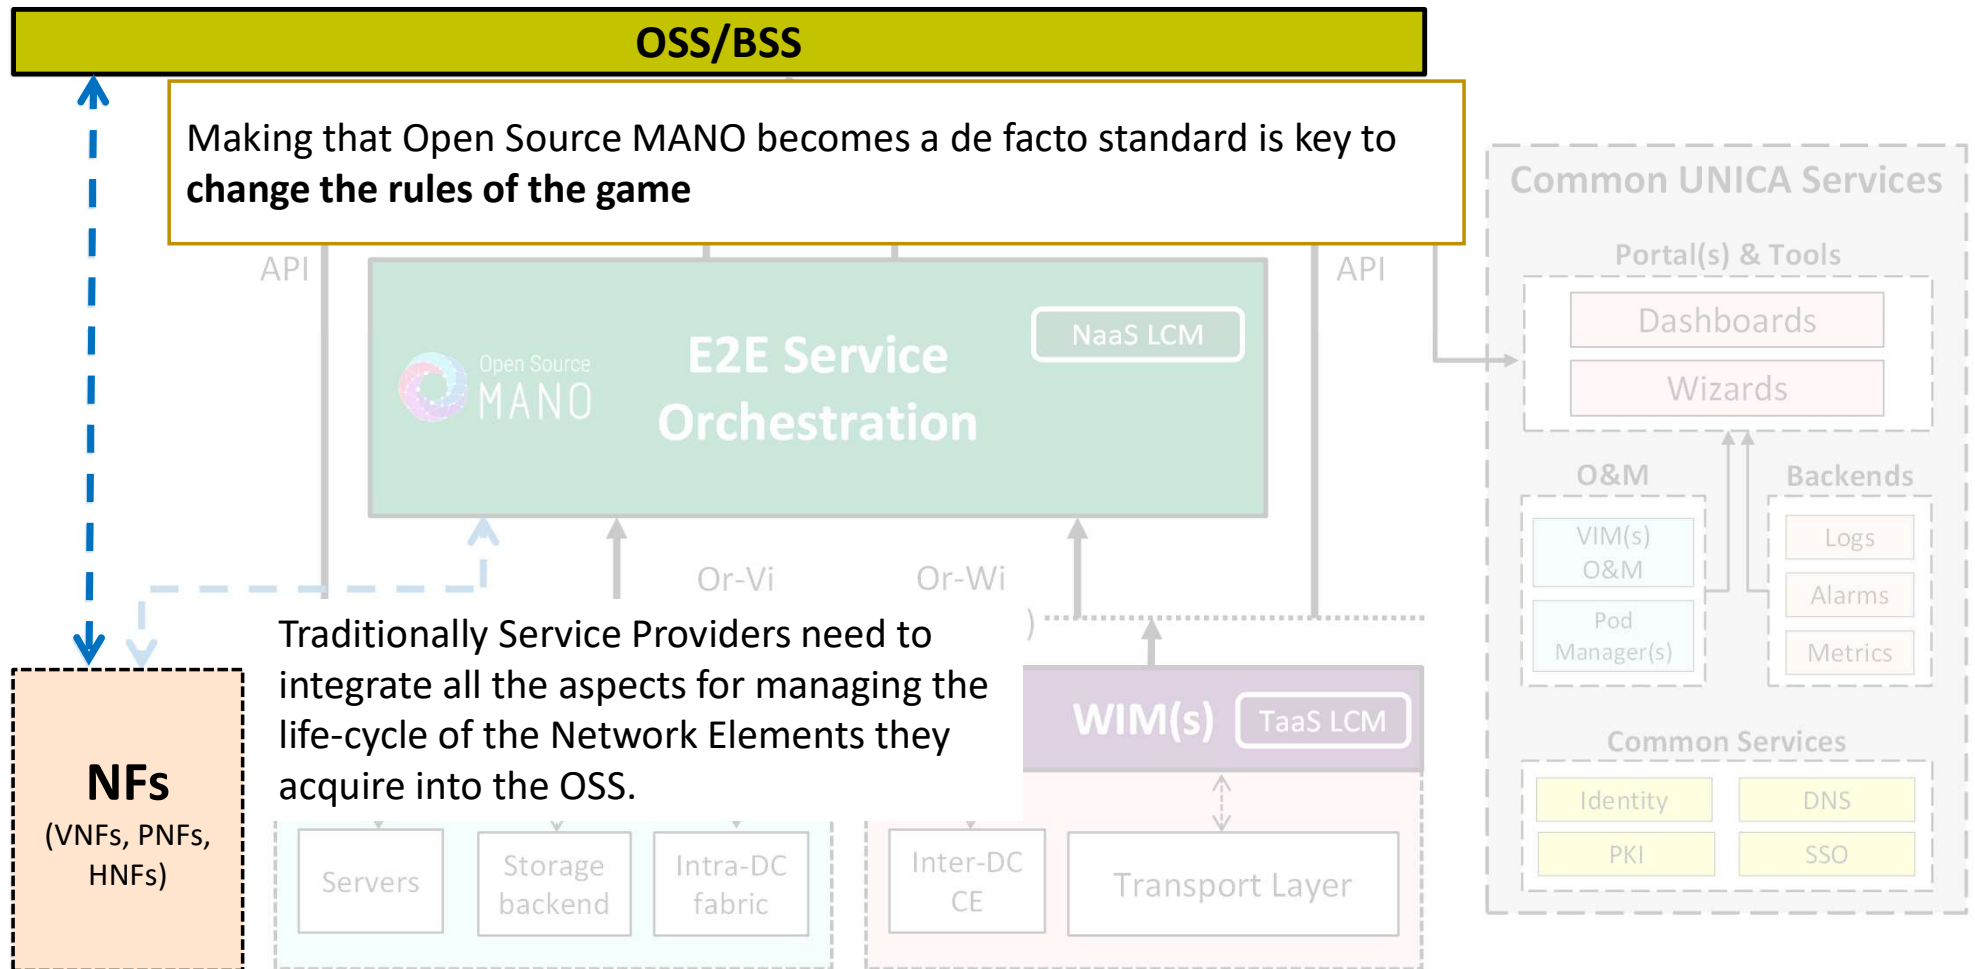 OSS/BSS
Making that Open Source MANO becomes a de facto standard is key to
change the rules of the game
API
API
Open Source
MANO
E2E Service
Orchestration
NaaS LCM
Or-Vi
Or-Wi
)
Traditionally Service Providers need to
integrate all the aspects for managing the
life-cycle of the Network Elements they
acquire into the OSS.
NFs
(VNFs, PNFs,
HNFs)
WIM(s)
TaaS LCM
Servers
Storage
backend
Intra-DC
fabric
Inter-DC
CE
Transport Layer
Common UNICA Services
Portal(s) & Tools
Dashboards
Wizards
O&M
VIM(s)
O&M
Pod
Manager(s)
Backends
Logs
Alarms
Metrics
Common Services
Identity
DNS
PKI
SSO